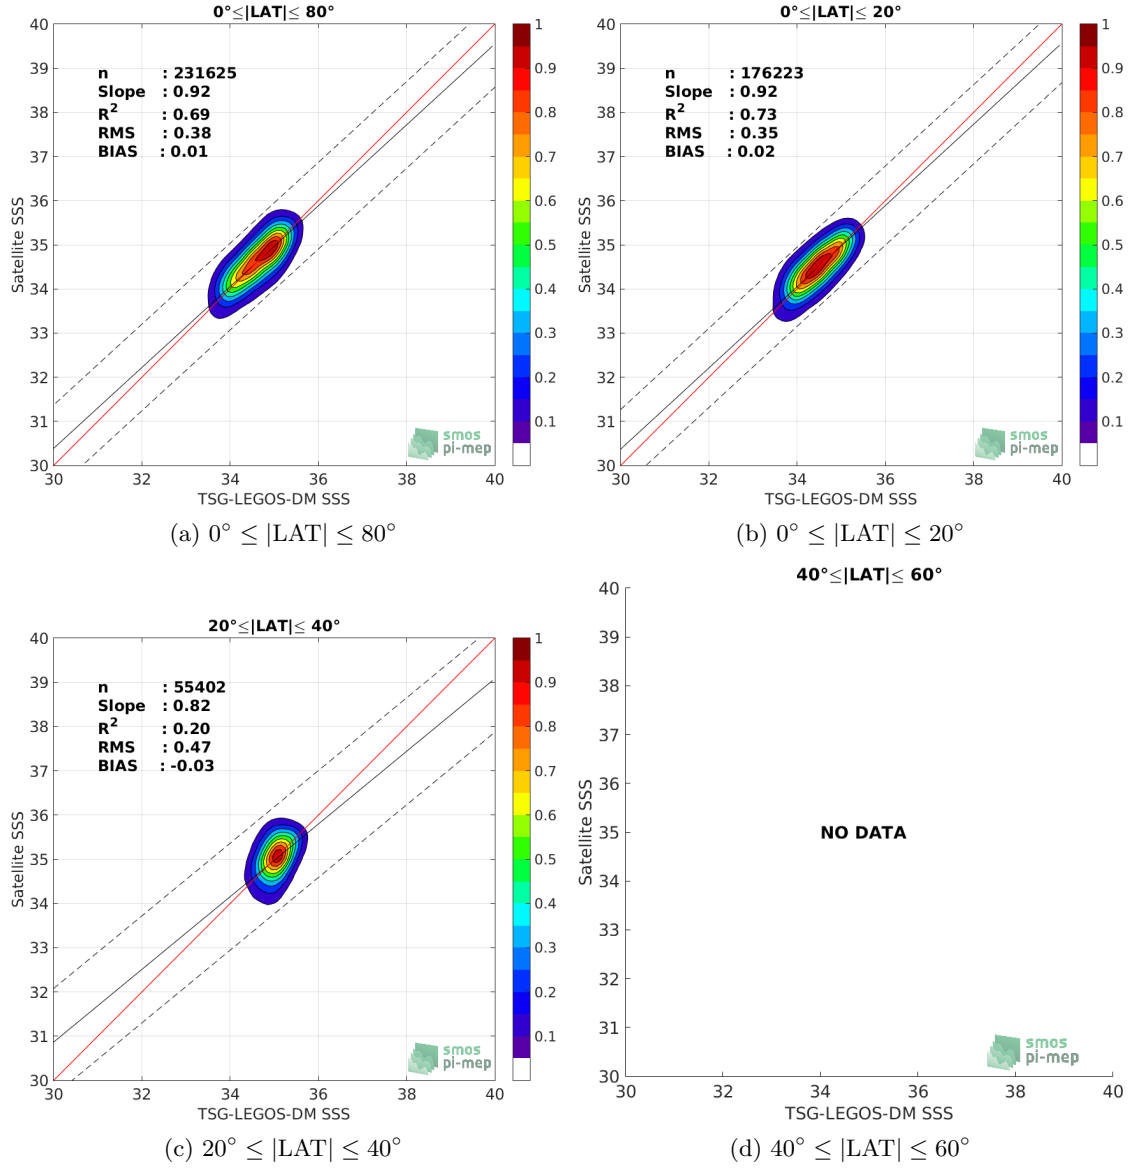 0°≤|LAT|≤ 80°
40
39
38
37
36
35
34
33
32
31
30
Satellite SSS
n : 231625
Slope : 0.92
R² : 0.69
RMS : 0.38
BIAS : 0.01
smos
pi-mep
30 32 34 36 38 40
TSG-LEGOS-DM SSS
1
0.9
0.8
0.7
0.6
0.5
0.4
0.3
0.2
0.1
(a) 0° ≤ |LAT| ≤ 80°
0°≤|LAT|≤ 20°
40
39
38
37
36
35
34
33
32
31
30
Satellite SSS
n : 176223
Slope : 0.92
R² : 0.73
RMS : 0.35
BIAS : 0.02
smos
pi-mep
30 32 34 36 38 40
TSG-LEGOS-DM SSS
1
0.9
0.8
0.7
0.6
0.5
0.4
0.3
0.2
0.1
(b) 0° ≤ |LAT| ≤ 20°
20°≤|LAT|≤ 40°
40
39
38
37
36
35
34
33
32
31
30
Satellite SSS
n : 55402
Slope : 0.82
R² : 0.20
RMS : 0.47
BIAS : -0.03
smos
pi-mep
30 32 34 36 38 40
TSG-LEGOS-DM SSS
1
0.9
0.8
0.7
0.6
0.5
0.4
0.3
0.2
0.1
(c) 20° ≤ |LAT| ≤ 40°
40°≤|LAT|≤ 60°
40
39
38
37
36
35
34
33
32
31
30
Satellite SSS
NO DATA
smos
pi-mep
30 32 34 36 38 40
TSG-LEGOS-DM SSS
(d) 40° ≤ |LAT| ≤ 60°